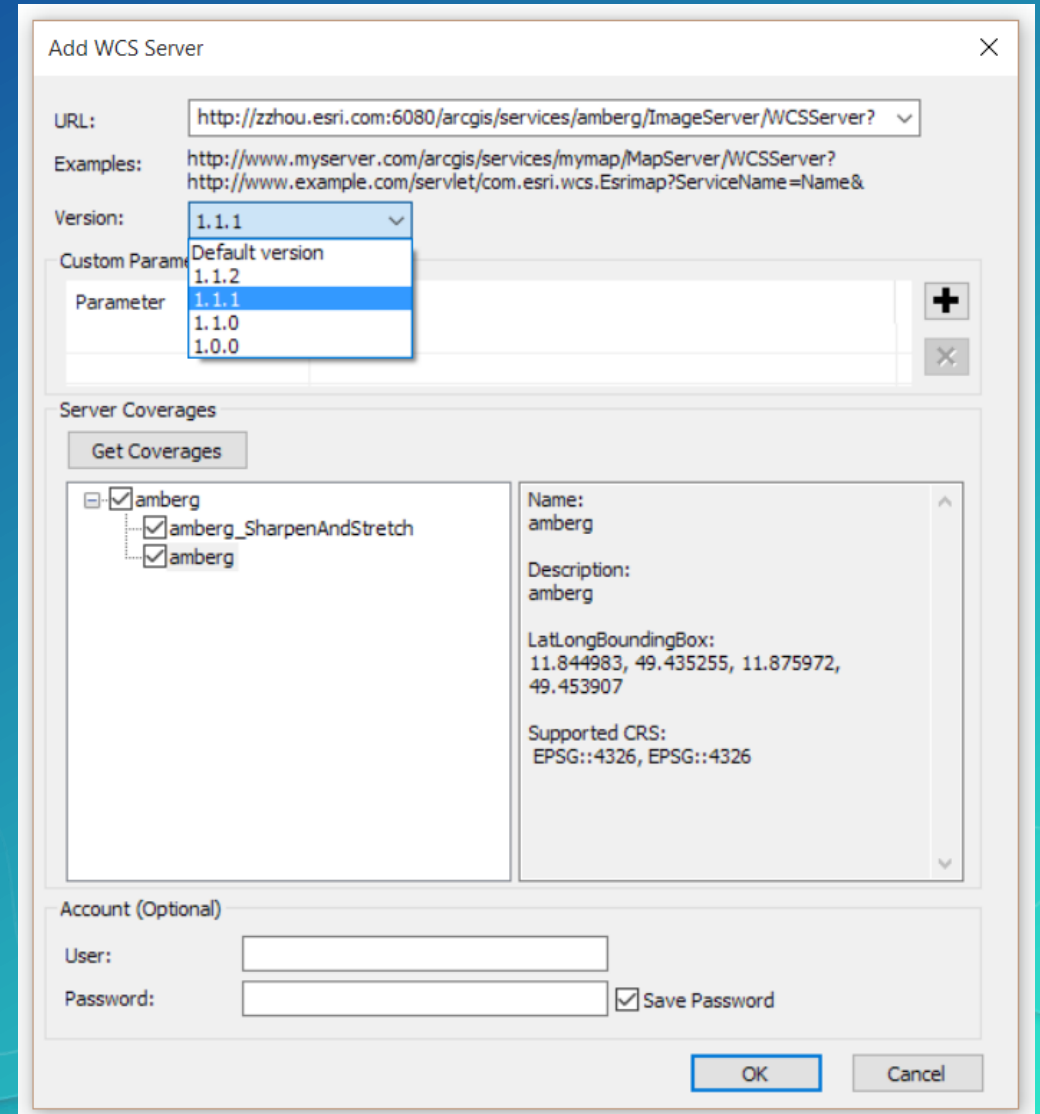 Add WCS Server
URL:
http://zzhou.esri.com:6080/arcgis/services/amberg/ImageServer/WCSServer?
Examples:
http://www.myserver.com/arcgis/services/mymap/MapServer/WCSServer?
http://www.example.com/servlet/com.esri.wcs.Esrimap?ServiceName=Name&
Version:
1.1.1
Default version
1.1.2
1.1.1
1.1.0
1.0.0
Custom Parame
Parameter
Server Coverages
Get Coverages
amberg
amberg_SharpenAndStretch
amberg
Name:
amberg
Description:
amberg
LatLongBoundingBox:
11.844983, 49.435255, 11.875972,
49.453907
Supported CRS:
EPSG::4326, EPSG::4326
Account (Optional)
User:
Password:
Save Password
OK
Cancel